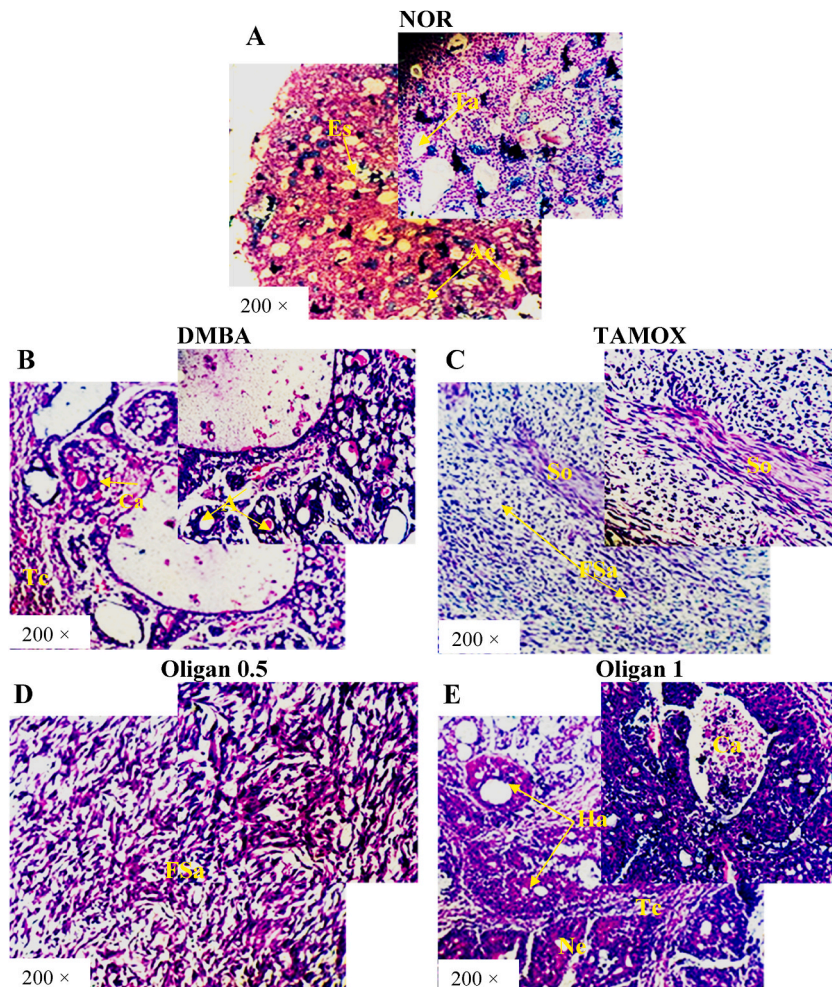 NOR
A
Ta
Es
Ac
200 ×
DMBA
B
Ca
A
Tc
200 ×
TAMOX
C
So
So
FSa
200 ×
Oligan 0.5
D
FSa
200 ×
Oligan 1
E
Ca
Ha
Tc
Ne
200 ×